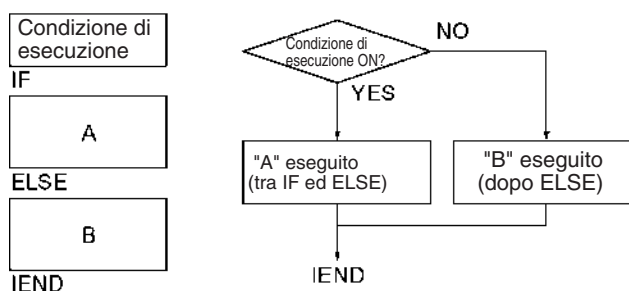 Condizione di
esecuzione
IF
A
ELSE
B
IEND
Condizione di
esecuzione ON?
NO
YES
"A" eseguito
(tra IF ed ELSE)
"B" eseguito
(dopo ELSE)
IEND